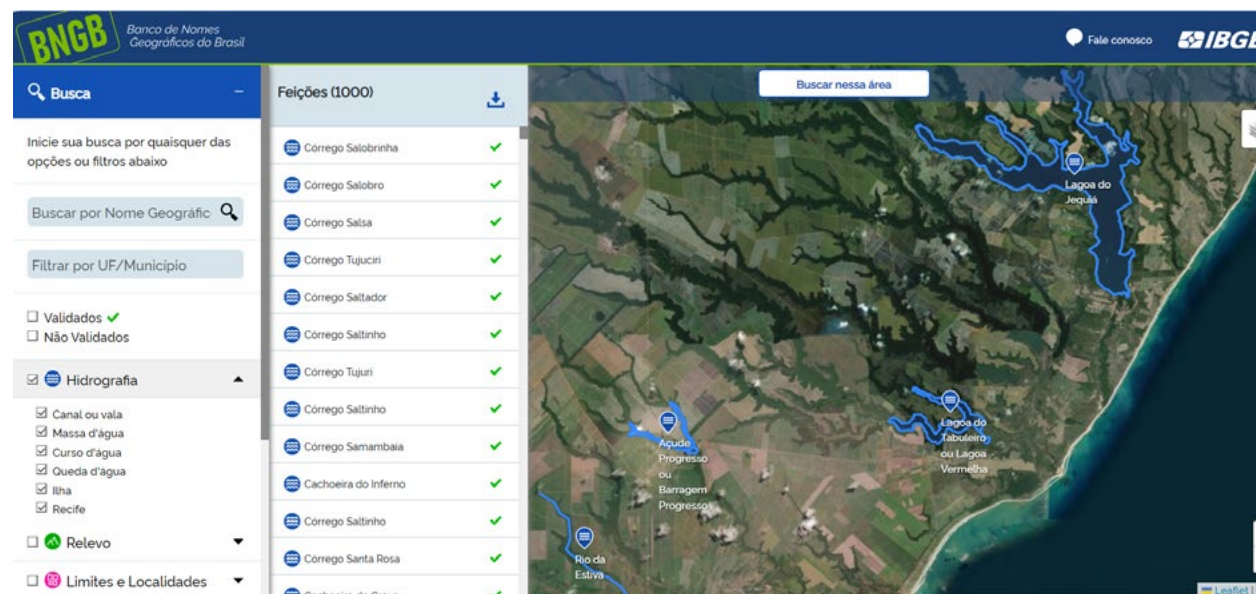 BNGB
Banco de Nomes
Geográficos do Brasil
Fale conosco
IBGE
Busca
Inicie sua busca por quaisquer das
opções ou filtros abaixo
Buscar por Nome Geográfic
Filtrar por UF/Município
Validados
Não Validados
Hidrografia
Canal ou vala
Massa d'água
Curso d'água
Queda d'água
Ilha
Recife
Relevo
Limites e Localidades
Feições (1000)
Córrego Salobrinha
Córrego Salobro
Córrego Salsa
Córrego Tujuciri
Córrego Saltador
Córrego Saltinho
Córrego Tujuri
Córrego Saltinho
Córrego Samambaia
Cachoeira do Inferno
Córrego Saltinho
Córrego Santa Rosa
Buscar nessa área
Lagoa do
Jequiá
Lagoa do
Tabuleiro
ou Lagoa
Vermelha
Açude
Progresso
ou
Barragem
Progresso
Rio da
Estiva
Leaflet